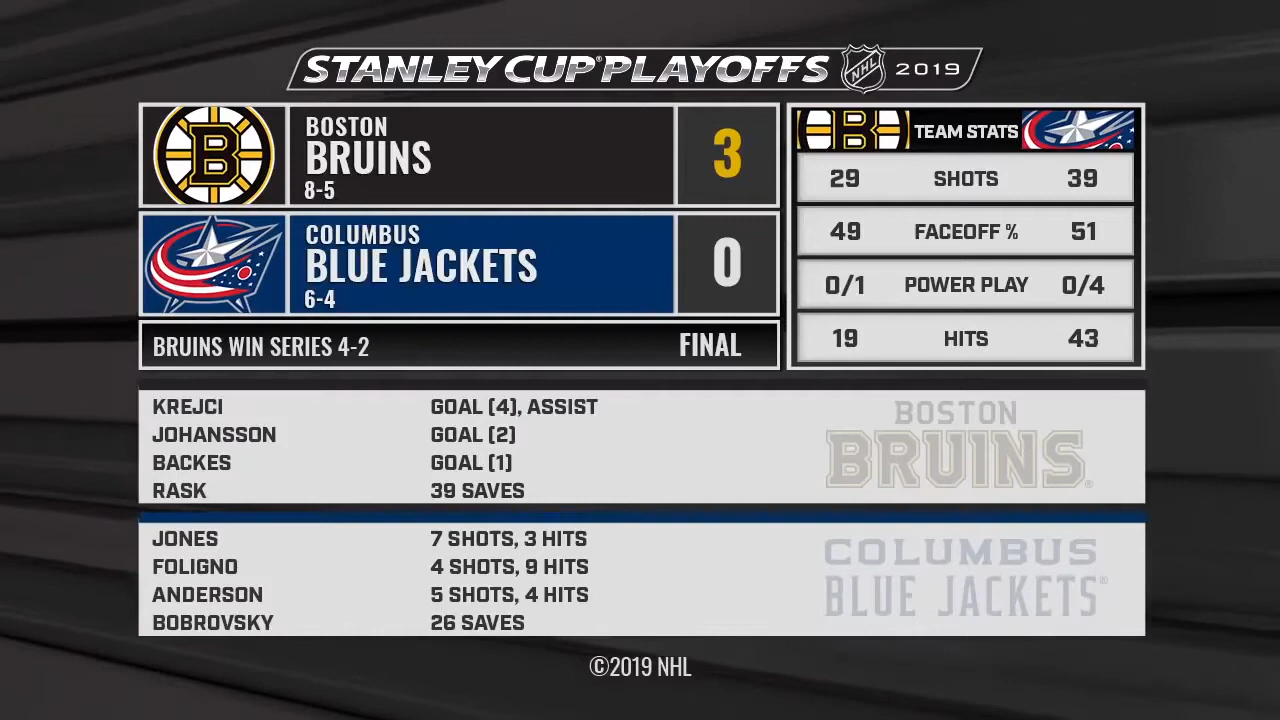 STANLEY CUP® PLAYOFFS NHL 2019
B BOSTON
BRUINS 3
8-5
COLUMBUS
BLUE JACKETS 0
6-4
BRUINS WIN SERIES 4-2 FINAL
B TEAM STATS
29 SHOTS 39
49 FACEOFF % 51
0/1 POWER PLAY 0/4
19 HITS 43
KREJCI GOAL (4), ASSIST
JOHANSSON GOAL (2)
BACKES GOAL (1)
RASK 39 SAVES
BOSTON
BRUINS®
JONES 7 SHOTS, 3 HITS
FOLIGNO 4 SHOTS, 9 HITS
ANDERSON 5 SHOTS, 4 HITS
BOBROVSKY 26 SAVES
COLUMBUS
BLUE JACKETS®
©2019 NHL